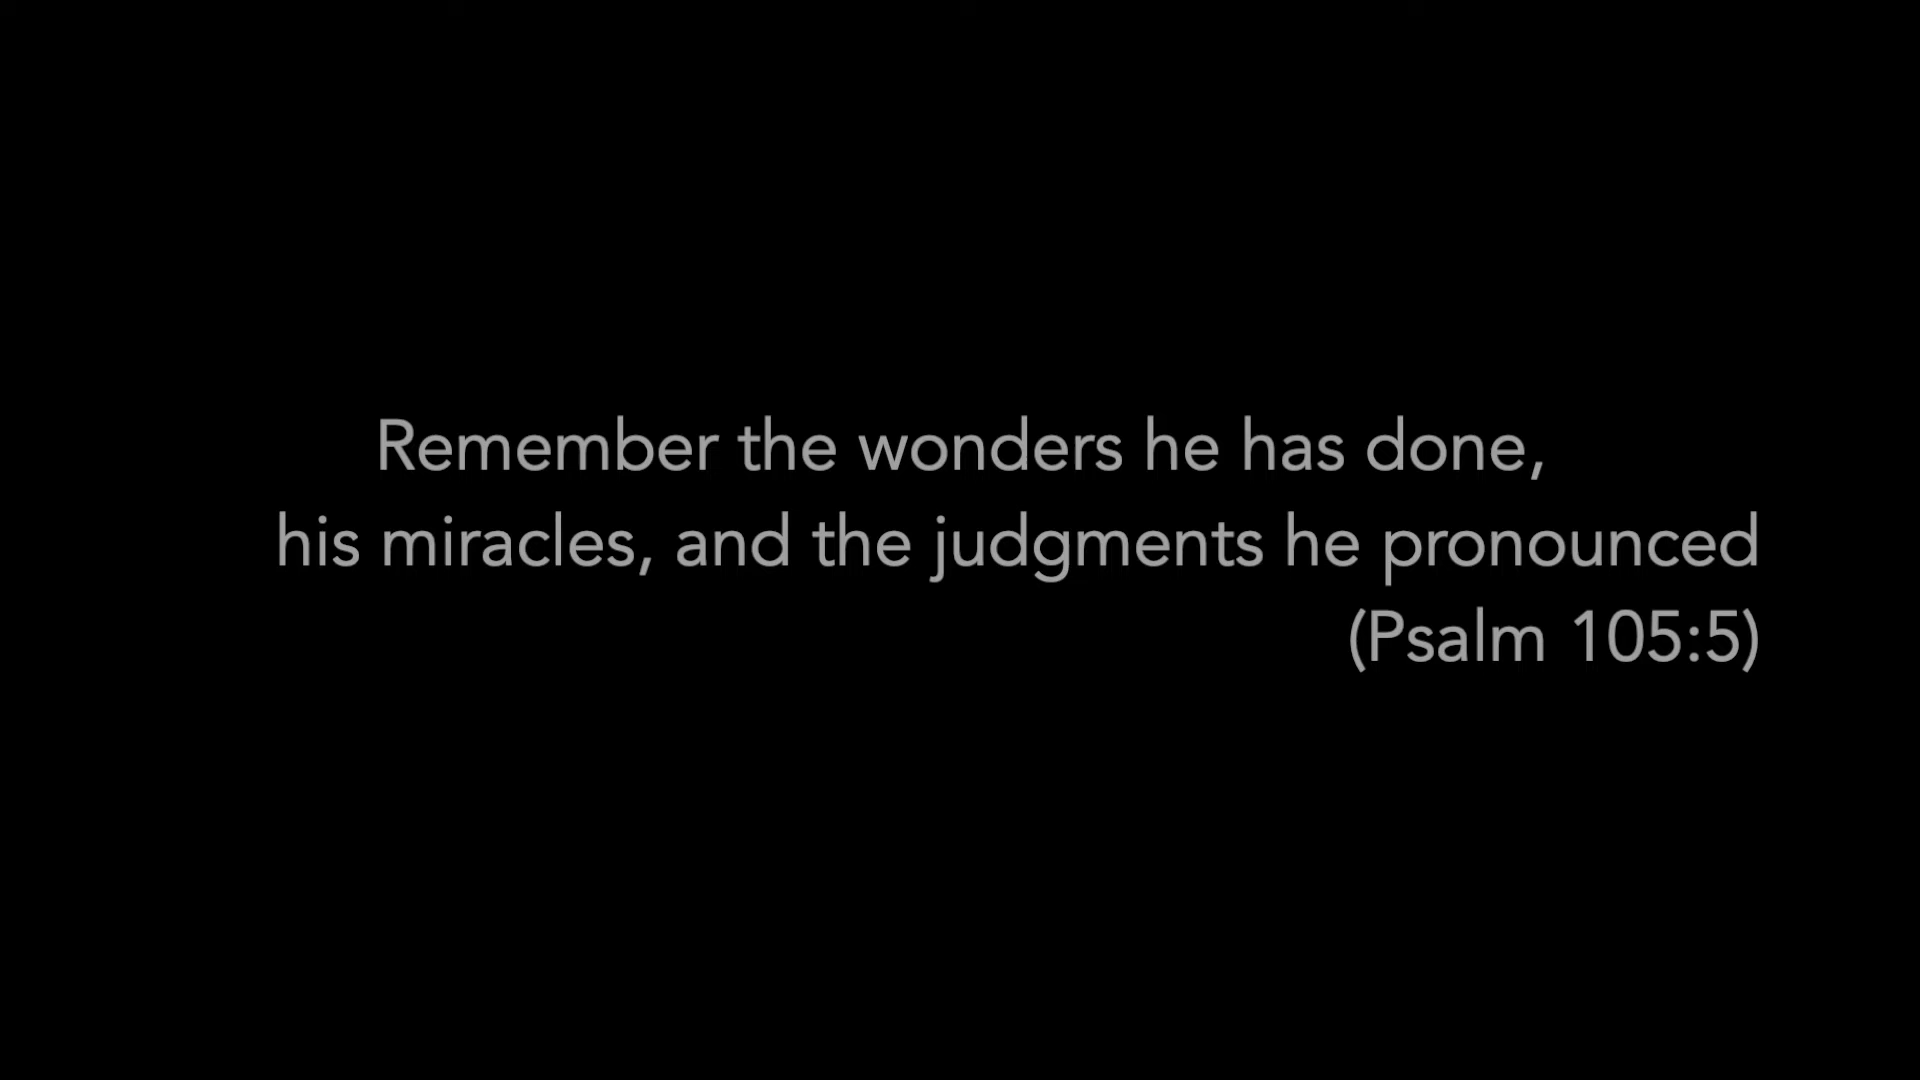 Remember the wonders he has done,
his miracles, and the judgments he pronounced
(Psalm 105:5)